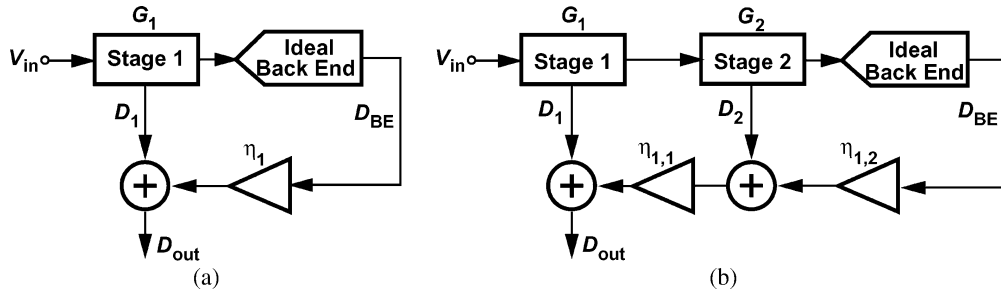 G1
Vin
Stage 1
Ideal
Back End
D1
DBE
η1
+
Dout
(a)
G1
G2
Vin
Stage 1
Stage 2
Ideal
Back End
D1
D2
DBE
η1,1
η1,2
+
+
Dout
(b)